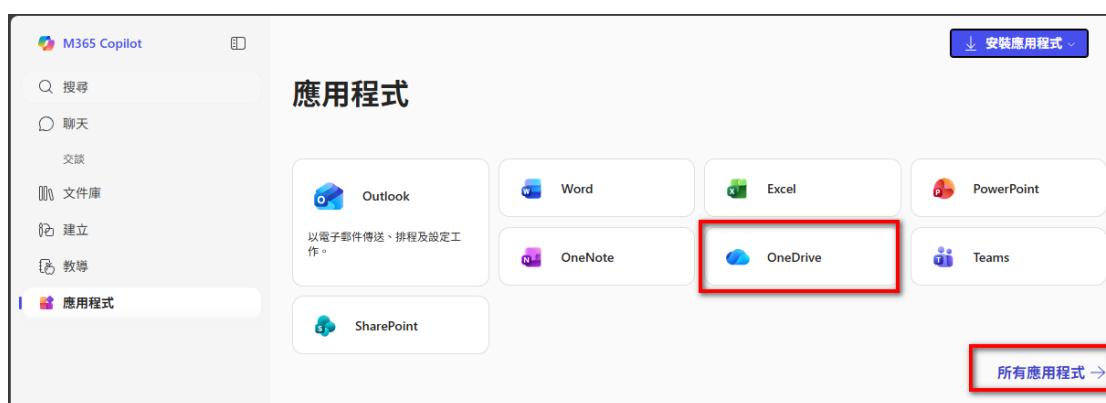 M365 Copilot
搜尋
聊天
交談
文件庫
建立
教導
應用程式
安裝應用程式
應用程式
Outlook
以電子郵件傳送、排程及設定工
作。
Word
Excel
PowerPoint
OneNote
OneDrive
Teams
SharePoint
所有應用程式 →